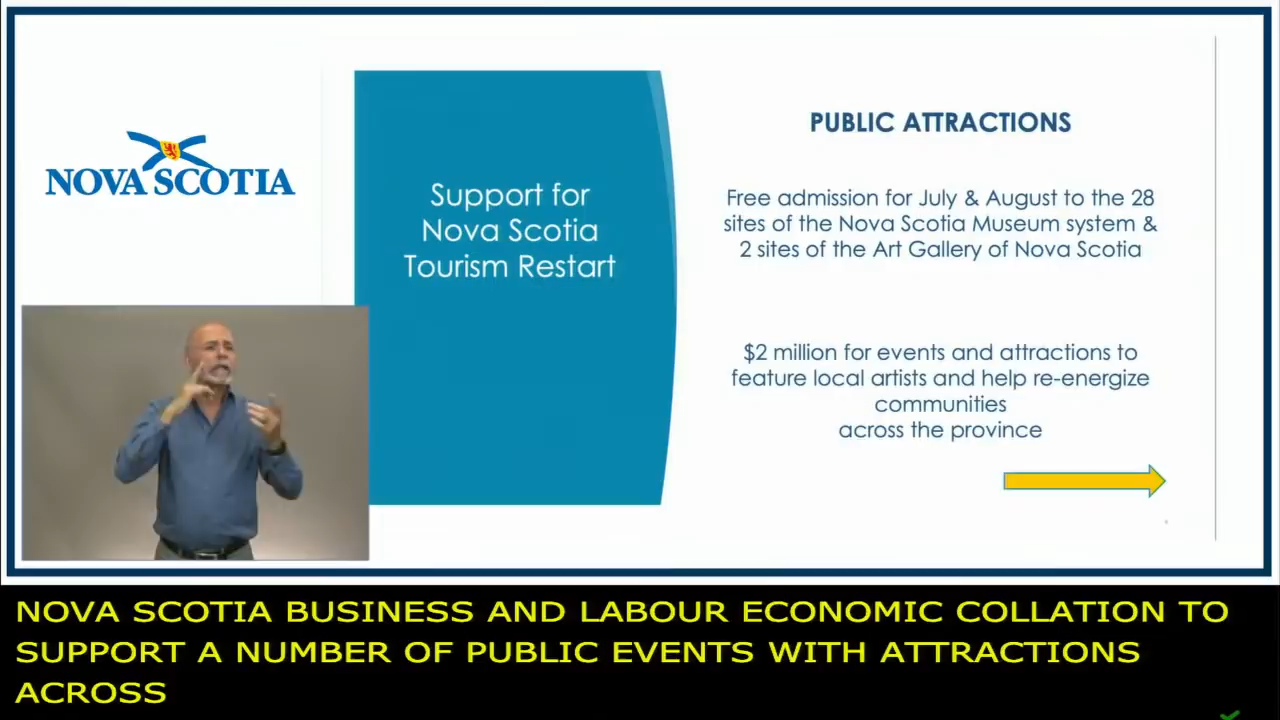 NOVA SCOTIA
Support for
Nova Scotia
Tourism Restart
PUBLIC ATTRACTIONS
Free admission for July & August to the 28
sites of the Nova Scotia Museum system &
2 sites of the Art Gallery of Nova Scotia
$2 million for events and attractions to
feature local artists and help re-energize
communities
across the province
NOVA SCOTIA BUSINESS AND LABOUR ECONOMIC COLLATION TO
SUPPORT A NUMBER OF PUBLIC EVENTS WITH ATTRACTIONS
ACROSS